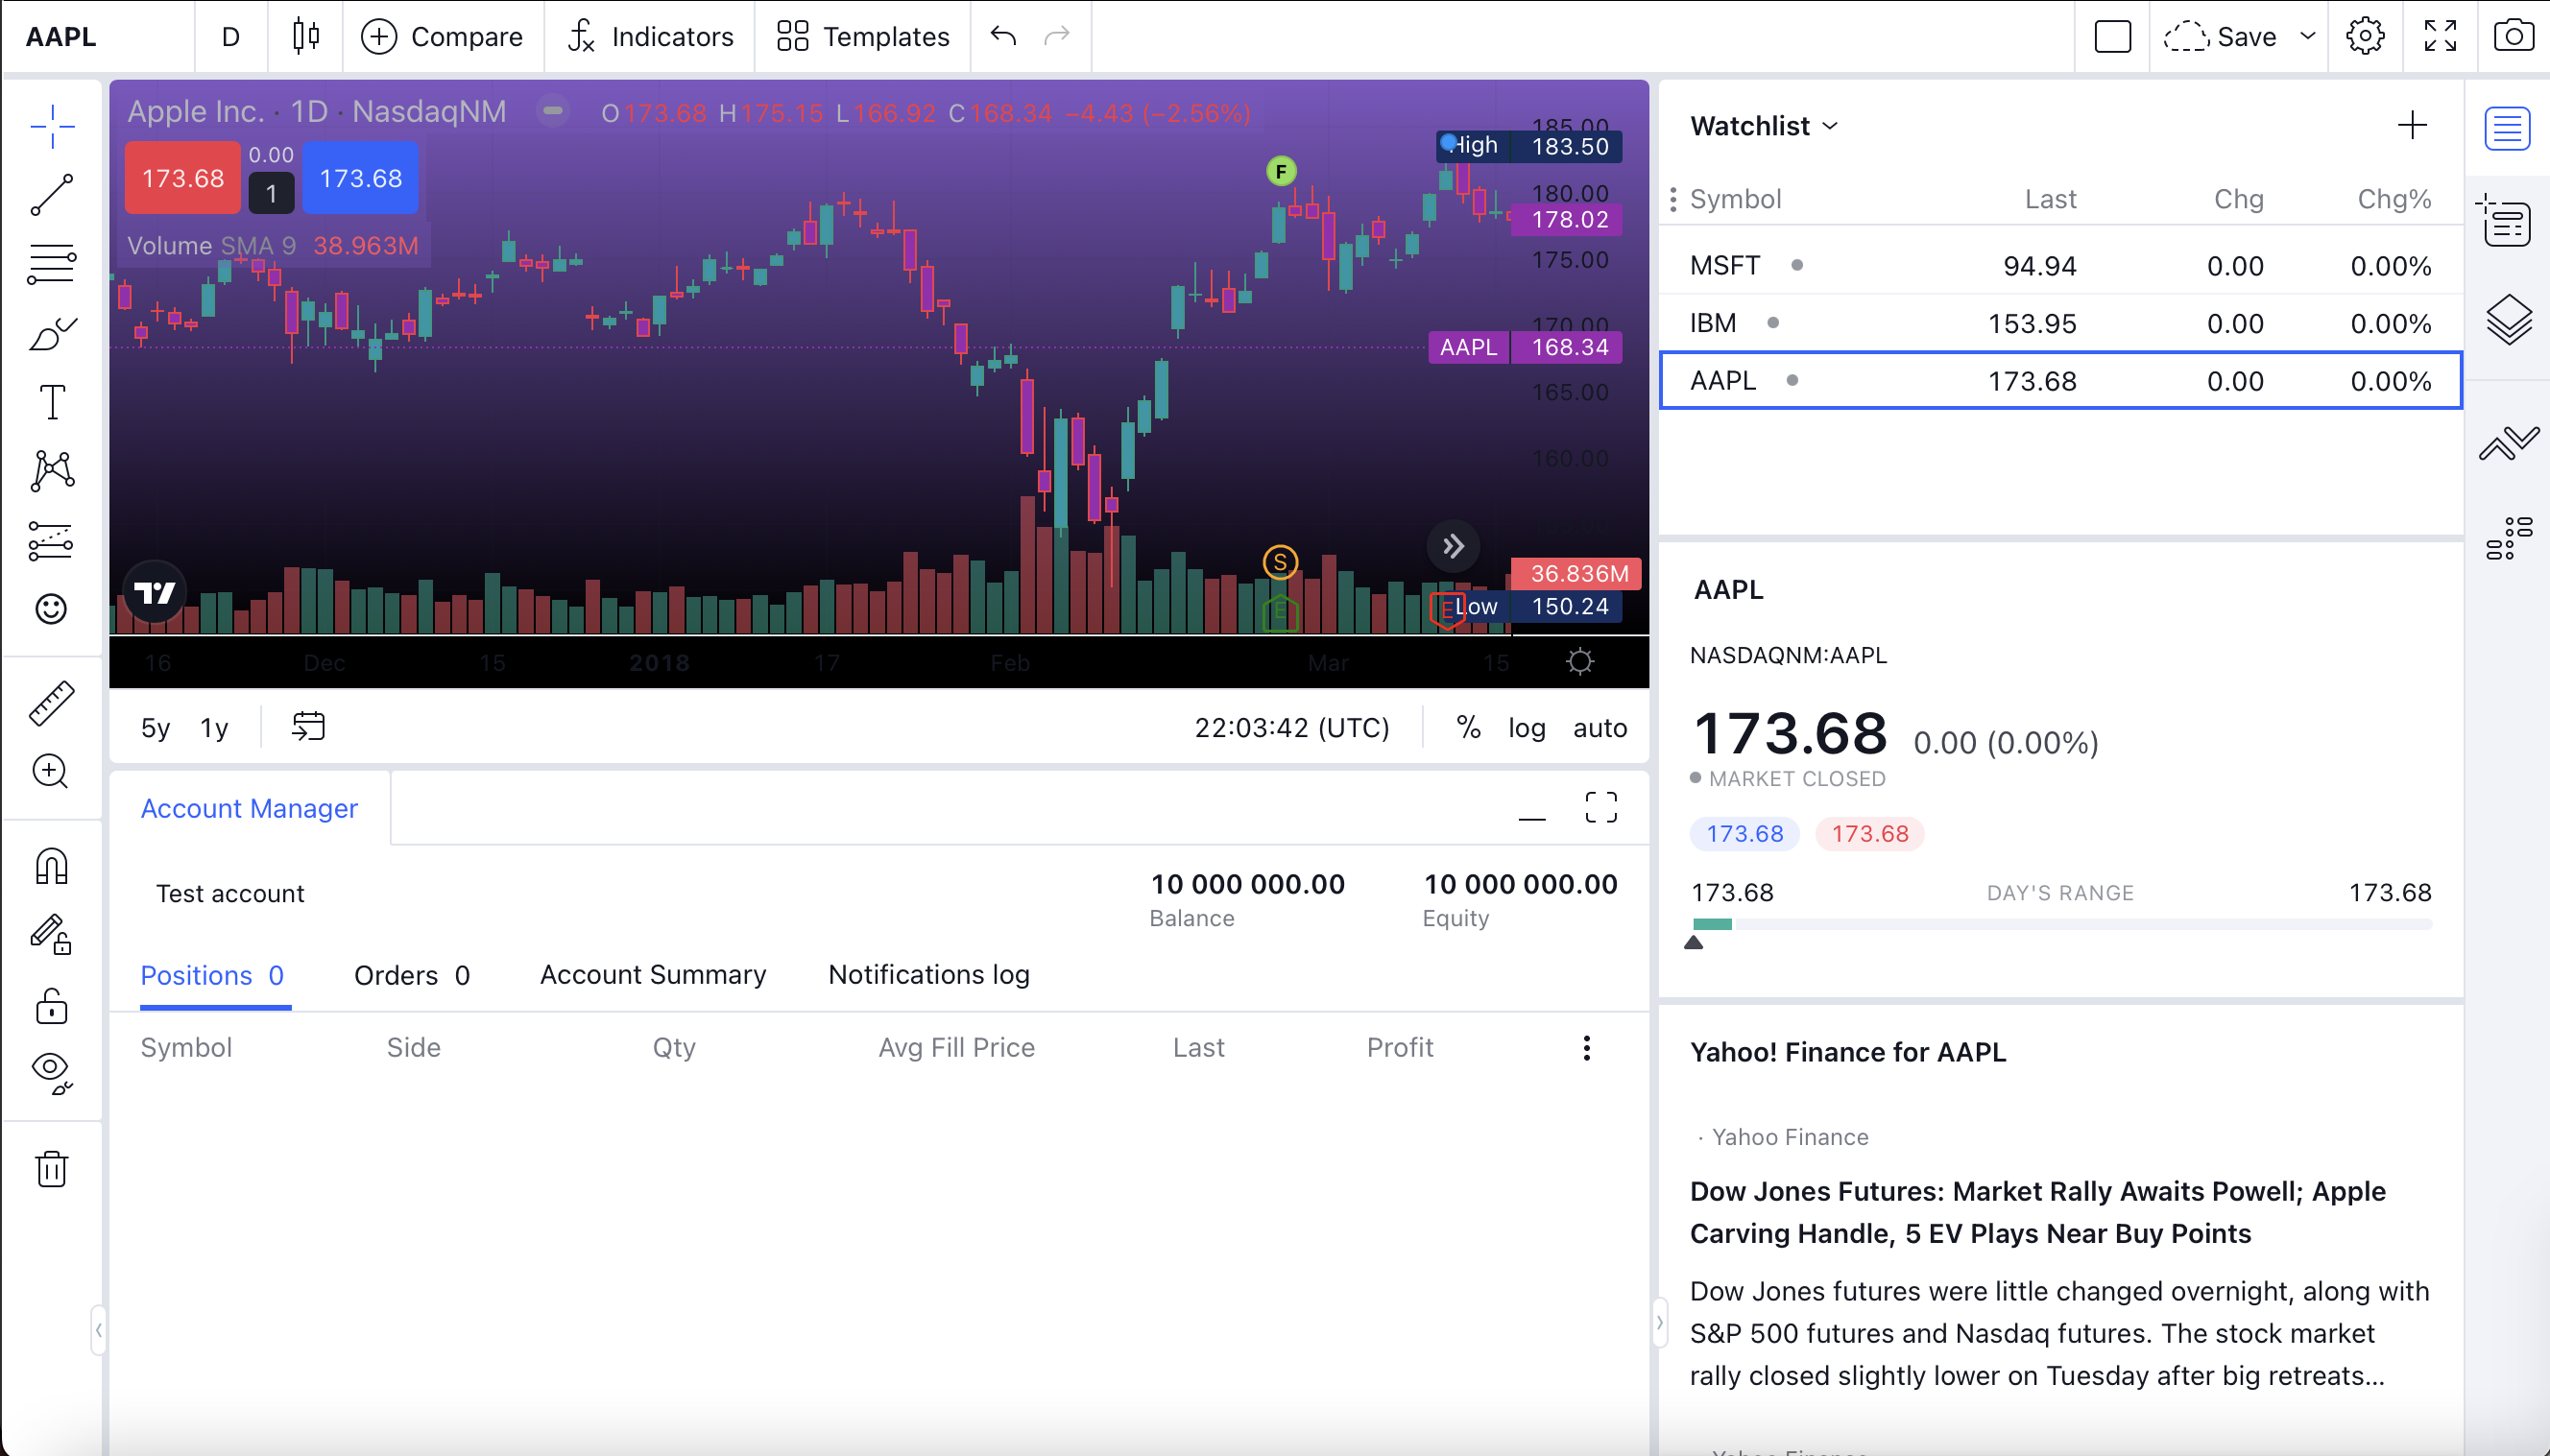 AAPL D Compare Indicators Templates Save
Apple Inc. · 1D · NasdaqNM O173.68 H175.15 L166.92 C168.34 −4.43 (−2.56%)
173.68 0.00 1 173.68
Volume SMA 9 38.963M
185.00
High 183.50
F
180.00
178.02
175.00
170.00
AAPL 168.34
165.00
160.00
S
36.836M
E E Low 150.24
16 Dec 15 2018 17 Feb Mar 15
5y 1y 22:03:42 (UTC) % log auto
Account Manager
Test account
10 000 000.00 10 000 000.00
Balance Equity
Positions 0 Orders 0 Account Summary Notifications log
Symbol Side Qty Avg Fill Price Last Profit
Watchlist
Symbol Last Chg Chg%
MSFT 94.94 0.00 0.00%
IBM 153.95 0.00 0.00%
AAPL 173.68 0.00 0.00%
AAPL
NASDAQNM:AAPL
173.68 0.00 (0.00%)
MARKET CLOSED
173.68 173.68
173.68 DAY'S RANGE 173.68
Yahoo! Finance for AAPL
· Yahoo Finance
Dow Jones Futures: Market Rally Awaits Powell; Apple
Carving Handle, 5 EV Plays Near Buy Points
Dow Jones futures were little changed overnight, along with
S&P 500 futures and Nasdaq futures. The stock market
rally closed slightly lower on Tuesday after big retreats...